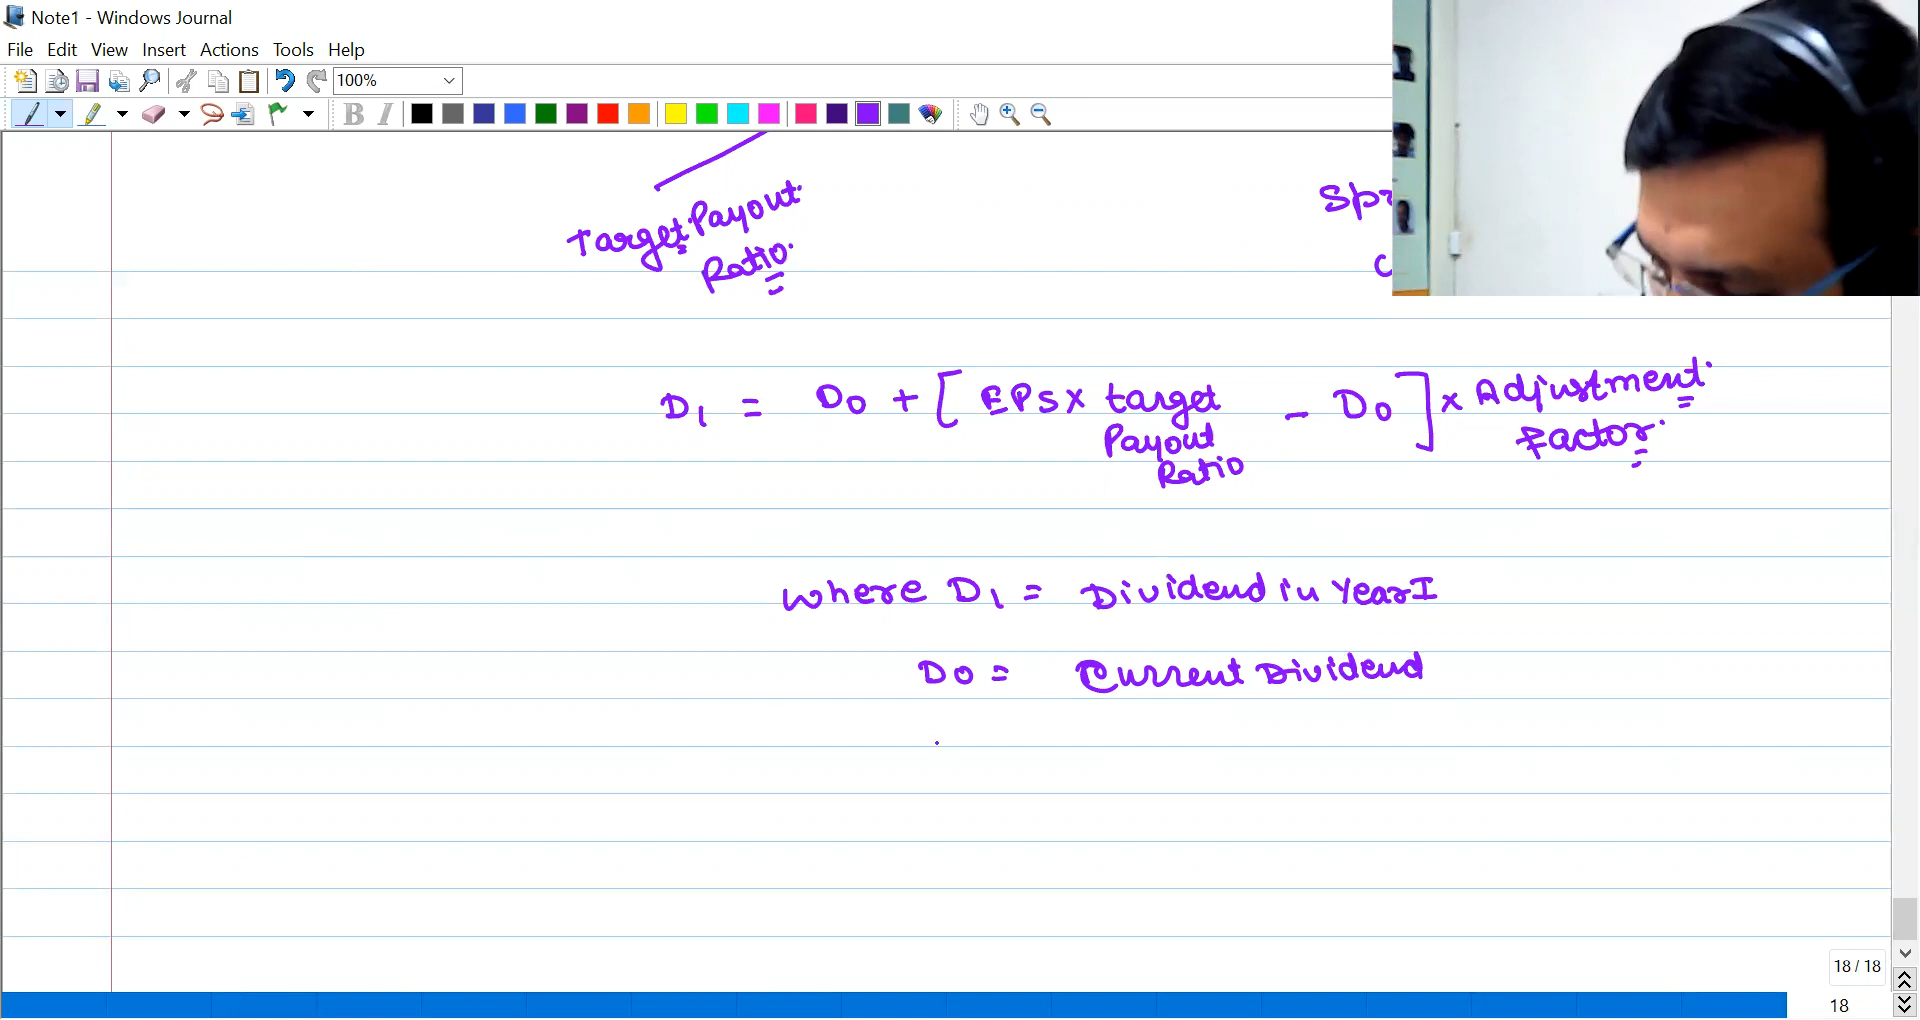 Note1 - Windows Journal
File Edit View Insert Actions Tools Help
100%
B I
Target Payout
Ratio
D1 = D0 + [ EPS x target Payout Ratio - D0 ] x Adjustment Factor
where D1 = Dividend in Year I
D0 = Current Dividend
18 / 18
18